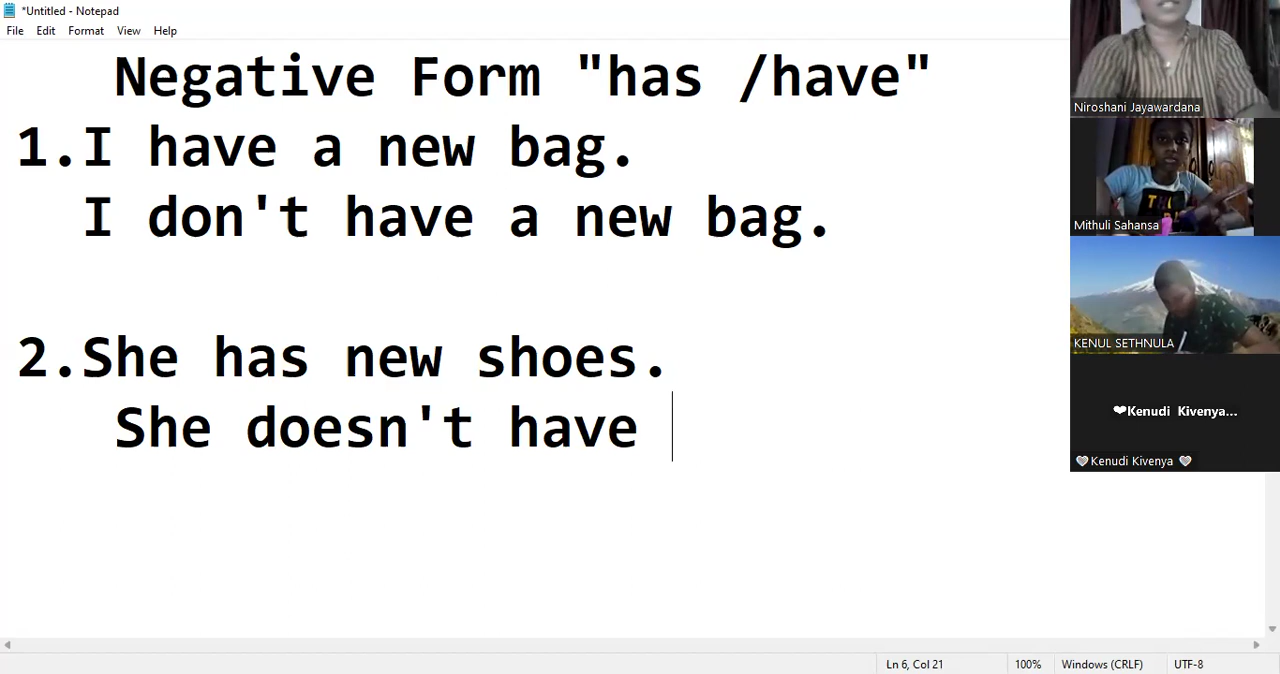 *Untitled - Notepad
File Edit Format View Help
Negative Form "has /have"
1.I have a new bag.
I don't have a new bag.
2.She has new shoes.
She doesn't have
Niroshani Jayawardana
Mithuli Sahansa
KENUL SETHNULA
❤Kenudi Kivenya...
🤍Kenudi Kivenya 🤍
Ln 6, Col 21 100% Windows (CRLF) UTF-8